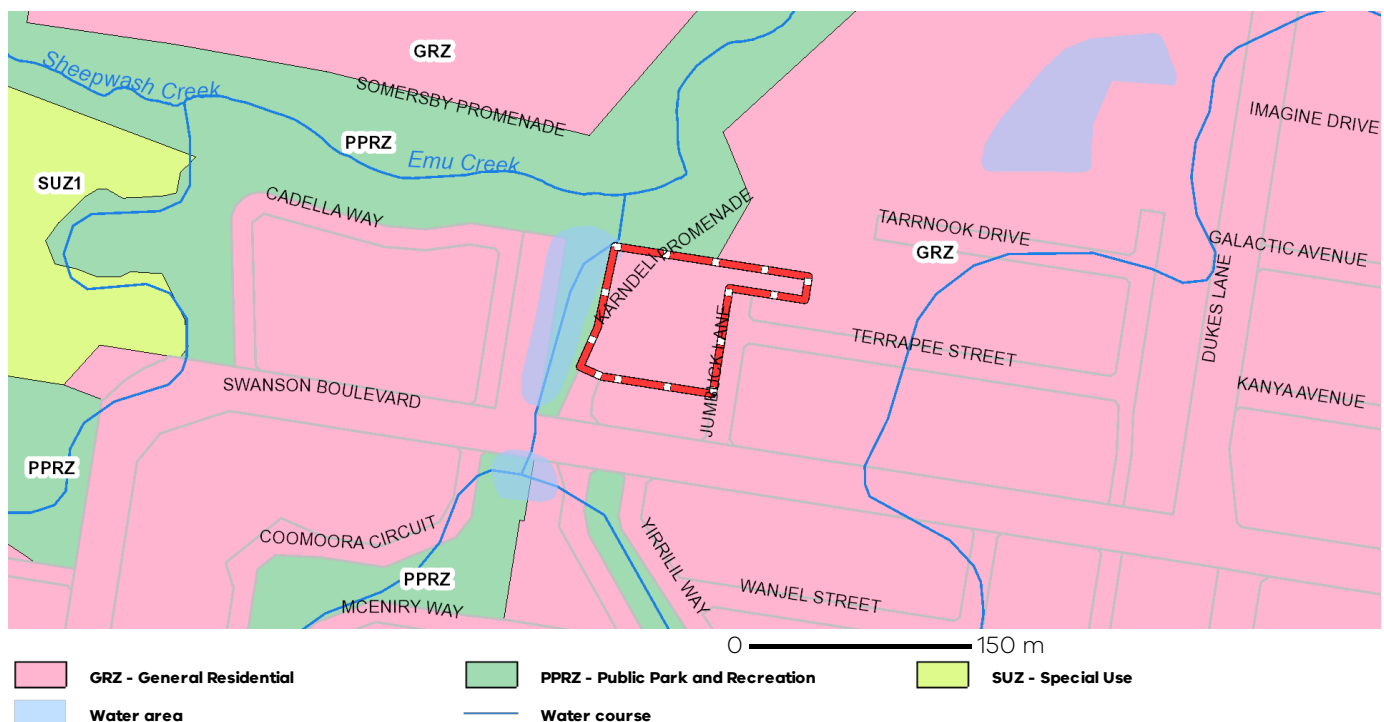 GRZ
Sheepwash Creek
SOMERSBY PROMENADE
IMAGINE DRIVE
PPRZ
Emu Creek
SUZ1
CADELLA WAY
KARNDELI PROMENADE
TARRNOOK DRIVE
GRZ
GALACTIC AVENUE
DUKES LANE
JUMBUCK LANE
TERRAPEE STREET
SWANSON BOULEVARD
KANYA AVENUE
PPRZ
COOMOORA CIRCUIT
YIRRILIL WAY
PPRZ
MCENIRY WAY
WANJEL STREET
0 150 m
GRZ - General Residential
PPRZ - Public Park and Recreation
SUZ - Special Use
Water area
Water course